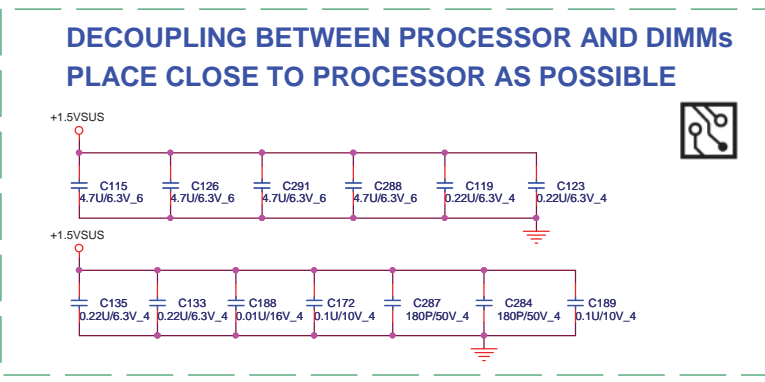 DECOUPLING BETWEEN PROCESSOR AND DIMMs
PLACE CLOSE TO PROCESSOR AS POSSIBLE
+1.5VSUS
C115 C126 C291 C288 C119 C123
4.7U/6.3V_6 4.7U/6.3V_6 4.7U/6.3V_6 4.7U/6.3V_6 0.22U/6.3V_4 0.22U/6.3V_4
+1.5VSUS
C135 C133 C188 C172 C287 C284 C189
0.22U/6.3V_4 0.22U/6.3V_4 0.01U/16V_4 0.1U/10V_4 180P/50V_4 180P/50V_4 0.1U/10V_4